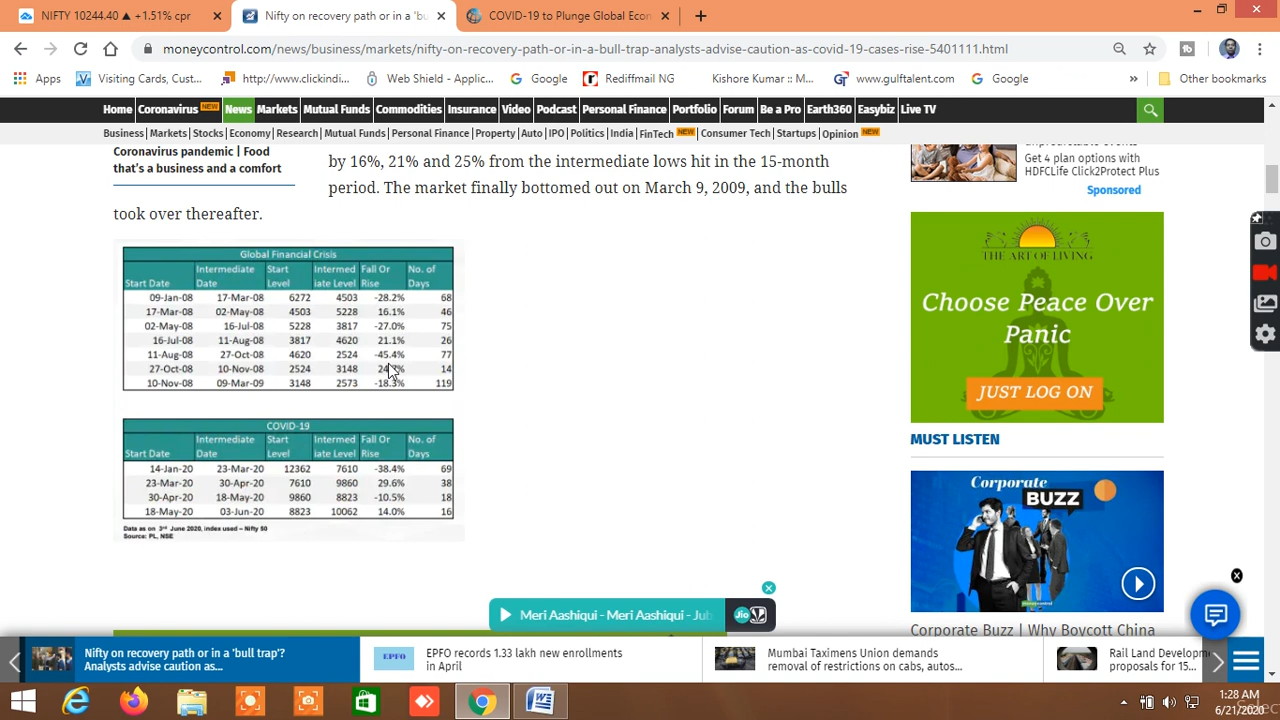 NIFTY 10244.40 ▲ +1.51% cpr
Nifty on recovery path or in a 'bu
COVID-19 to Plunge Global Econ
moneycontrol.com/news/business/markets/nifty-on-recovery-path-or-in-a-bull-trap-analysts-advise-caution-as-covid-19-cases-rise-5401111.html
Apps Visiting Cards, Cust... http://www.clickindi... Web Shield - Applic... Google Rediffmail NG Kishore Kumar :: M... www.gulftalent.com Google » Other bookmarks
Home Coronavirus NEW News Markets Mutual Funds Commodities Insurance Video Podcast Personal Finance Portfolio Forum Be a Pro Earth360 Easybiz Live TV
Business | Markets | Stocks | Economy | Research | Mutual Funds | Personal Finance | Property | Auto | IPO | Politics | India | FinTech NEW | Consumer Tech | Startups | Opinion NEW
Coronavirus pandemic | Food
that's a business and a comfort
by 16%, 21% and 25% from the intermediate lows hit in the 15-month
period. The market finally bottomed out on March 9, 2009, and the bulls
took over thereafter.
Global Financial Crisis
Start Date Intermediate Date Start Level Intermed iate Level Fall Or Rise No. of Days
09-Jan-08 17-Mar-08 6272 4503 -28.2% 68
17-Mar-08 02-May-08 4503 5228 16.1% 46
02-May-08 16-Jul-08 5228 3817 -27.0% 75
16-Jul-08 11-Aug-08 3817 4620 21.1% 26
11-Aug-08 27-Oct-08 4620 2524 -45.4% 77
27-Oct-08 10-Nov-08 2524 3148 14
10-Nov-08 09-Mar-09 3148 2573 -18.3% 119
COVID-19
Start Date Intermediate Date Start Level Intermed iate Level Fall Or Rise No. of Days
14-Jan-20 23-Mar-20 12362 7610 -38.4% 69
23-Mar-20 30-Apr-20 7610 9860 29.6% 38
30-Apr-20 18-May-20 9860 8823 -10.5% 18
18-May-20 03-Jun-20 8823 10062 14.0% 16
Data as on 3rd June 2020, index used – Nifty 50
Source: PL, NSE
Get 4 plan options with
HDFCLife Click2Protect Plus
Sponsored
THE ART OF LIVING
Choose Peace Over
Panic
JUST LOG ON
MUST LISTEN
Corporate
BUZZ
Corporate Buzz | Why Boycott China
Meri Aashiqui - Meri Aashiqui - Jub
Jio
Nifty on recovery path or in a 'bull trap'?
Analysts advise caution as...
EPFO
EPFO records 1.33 lakh new enrollments
in April
Mumbai Taximens Union demands
removal of restrictions on cabs, autos...
Rail Land Developm
proposals for 15...
1:28 AM
6/21/2020